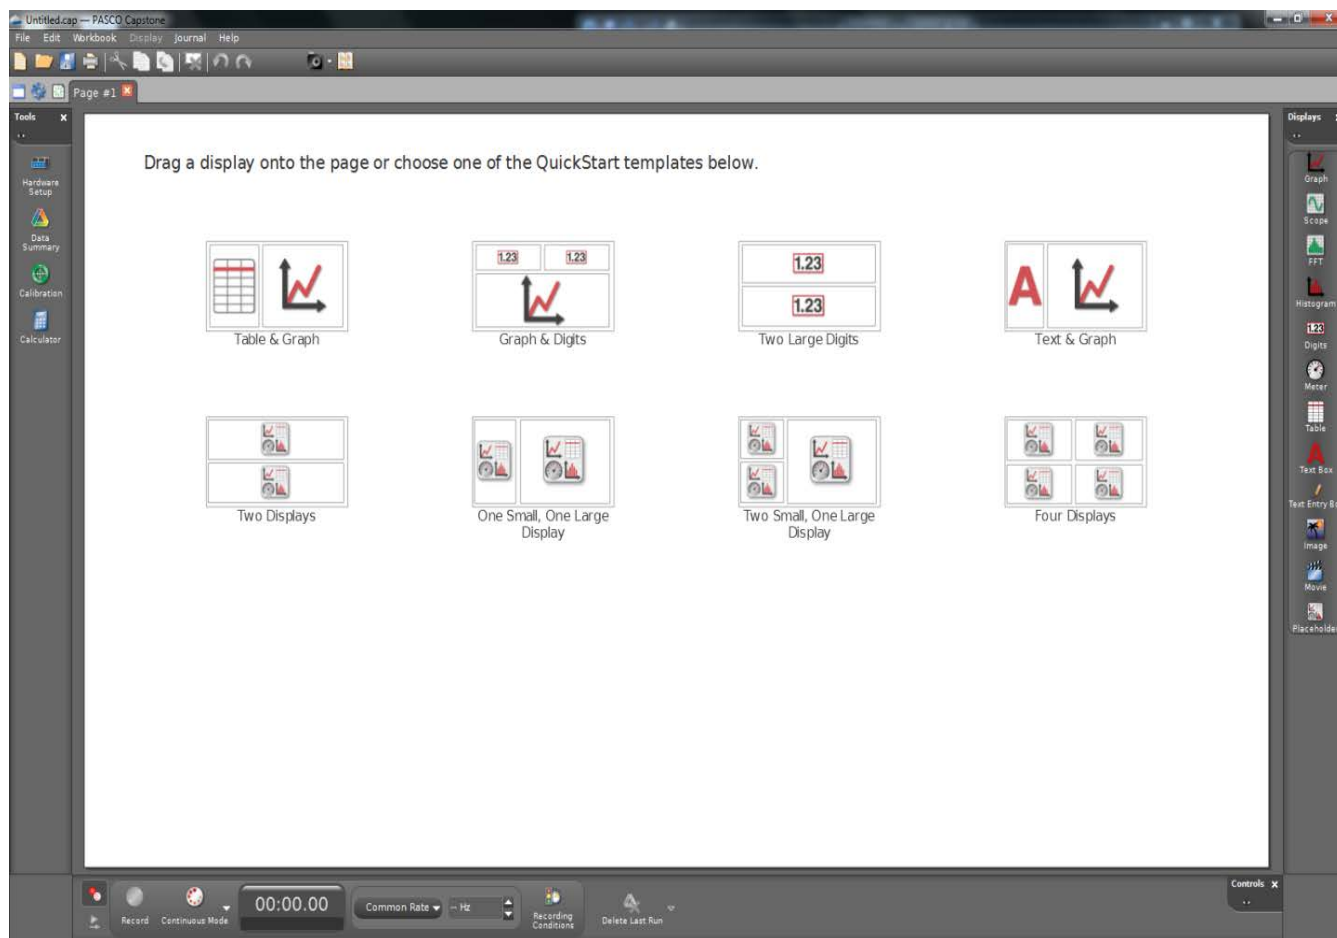 Untitled.cap — PASCO Capstone
File Edit Workbook Display Journal Help
Page #1
Tools x
Displays
Hardware
Setup
Data
Summary
Calibration
Calculator
Drag a display onto the page or choose one of the QuickStart templates below.
1.23 1.23
1.23
1.23
A
Table & Graph
Graph & Digits
Two Large Digits
Text & Graph
Two Displays
One Small, One Large
Display
Two Small, One Large
Display
Four Displays
Graph
Scope
FFT
Histogram
1.23
Digits
Meter
Table
A
Text Box
Text Entry Bo
Image
Movie
Placeholder
Record
Continuous Mode
00:00.00
Common Rate
-- Hz
Recording
Conditions
Delete Last Run
Controls x